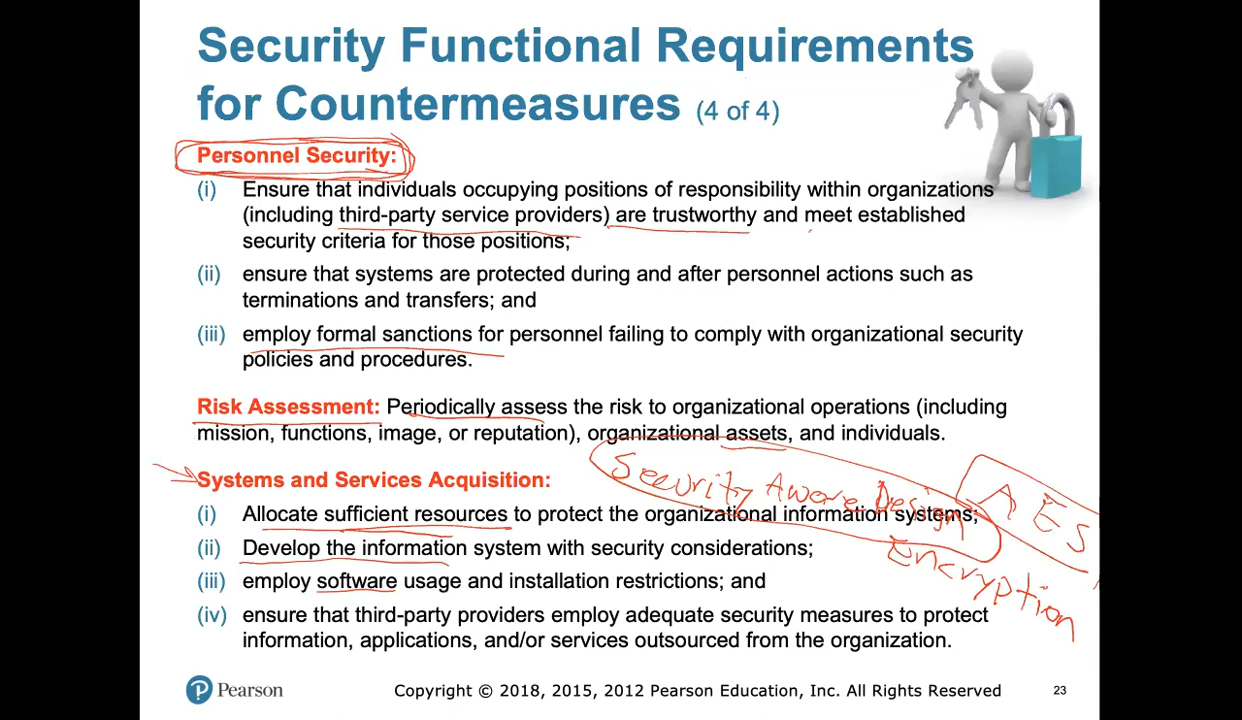 Security Functional Requirements
for Countermeasures (4 of 4)
Personnel Security:
(i) Ensure that individuals occupying positions of responsibility within organizations
(including third-party service providers) are trustworthy and meet established
security criteria for those positions;
(ii) ensure that systems are protected during and after personnel actions such as
terminations and transfers; and
(iii) employ formal sanctions for personnel failing to comply with organizational security
policies and procedures.
Risk Assessment: Periodically assess the risk to organizational operations (including
mission, functions, image, or reputation), organizational assets, and individuals.
Security Aware Design
AES
Systems and Services Acquisition:
(i) Allocate sufficient resources to protect the organizational information systems;
(ii) Develop the information system with security considerations;
Encryption
(iii) employ software usage and installation restrictions; and
(iv) ensure that third-party providers employ adequate security measures to protect
information, applications, and/or services outsourced from the organization.
P Pearson
Copyright © 2018, 2015, 2012 Pearson Education, Inc. All Rights Reserved
23